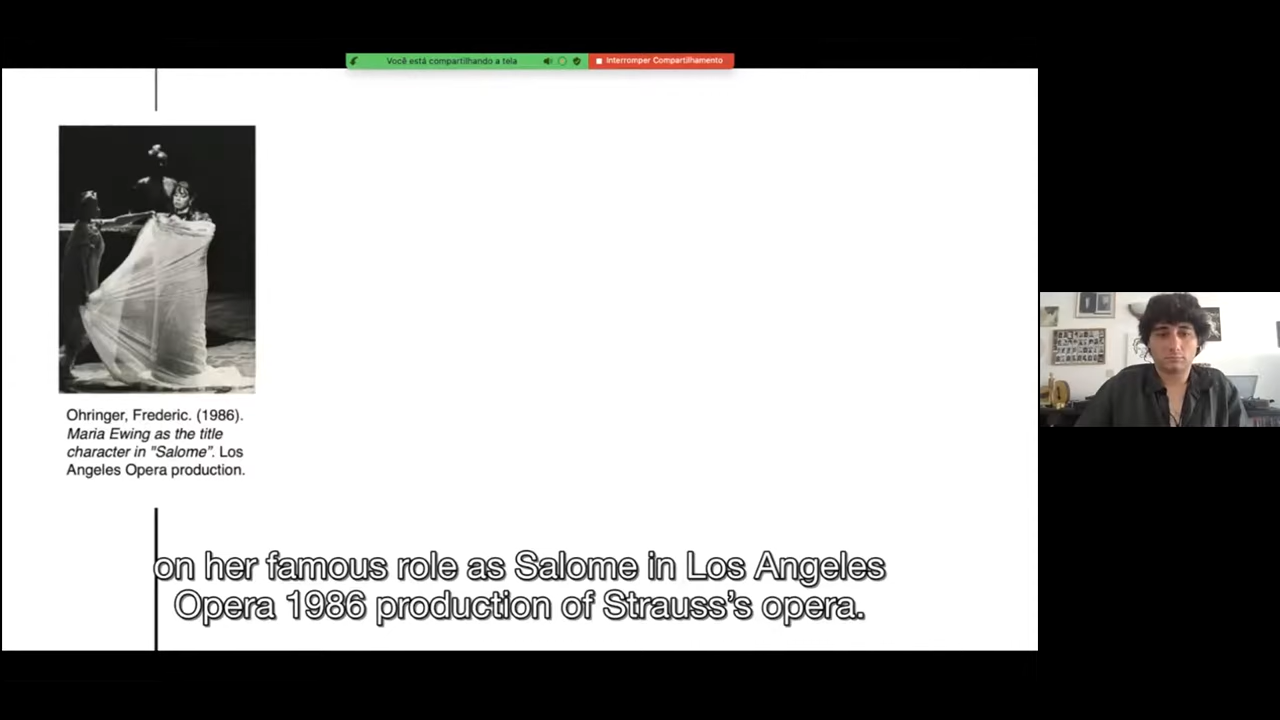 Você está compartilhando a tela
Interromper Compartilhamento
Ohringer, Frederic. (1986).
Maria Ewing as the title
character in "Salome". Los
Angeles Opera production.
on her famous role as Salome in Los Angeles
Opera 1986 production of Strauss’s opera.